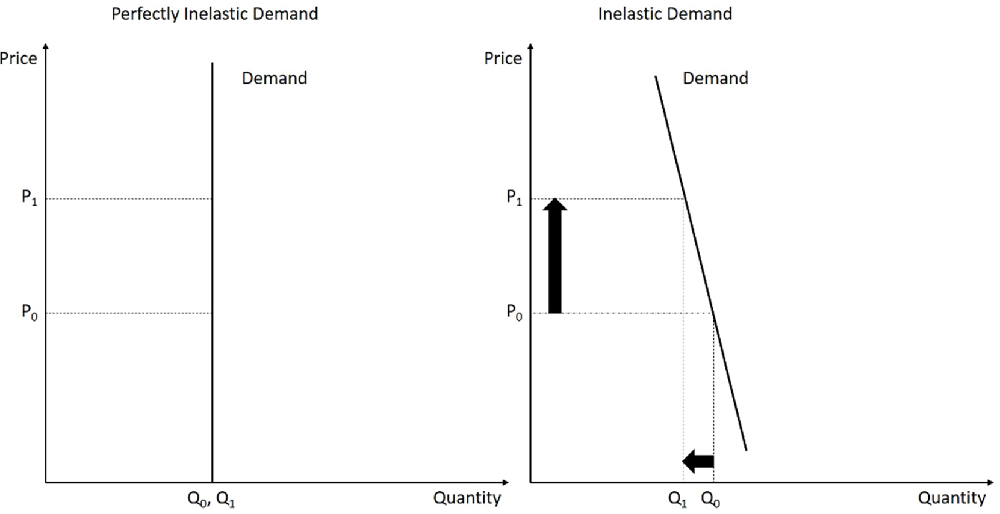 Perfectly Inelastic Demand
Price
Demand
P₁
P₀
Q₀, Q₁
Quantity
Inelastic Demand
Price
Demand
P₁
P₀
Q₁ Q₀
Quantity